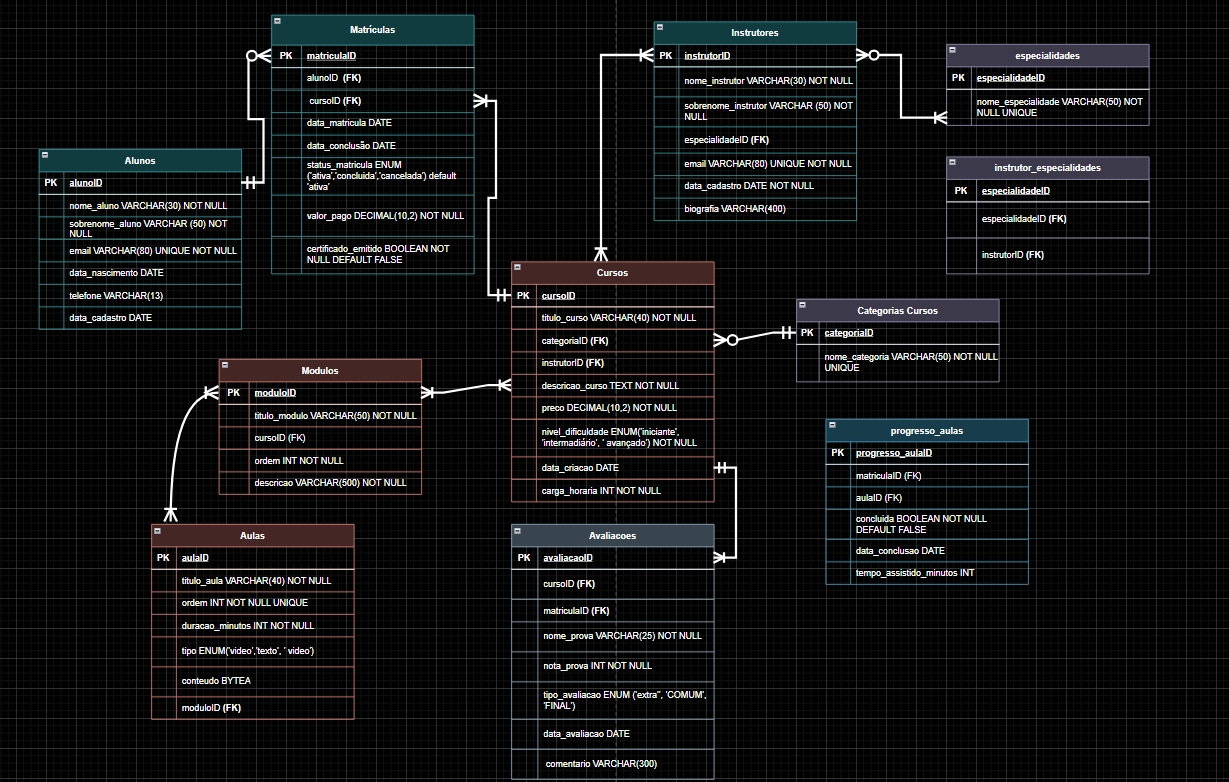 Matrículas
PK matriculaID
alunoID (FK)
cursoID (FK)
data_matricula DATE
data_conclusão DATE
status_matricula ENUM
('ativa','concluida','cancelada') default
'ativa'
valor_pago DECIMAL(10,2) NOT NULL
certificado_emitido BOOLEAN NOT
NULL DEFAULT FALSE
Instrutores
PK instrutorID
nome_instrutor VARCHAR(30) NOT NULL
sobrenome_instrutor VARCHAR (50) NOT
NULL
especialidadeID (FK)
email VARCHAR(80) UNIQUE NOT NULL
data_cadastro DATE NOT NULL
biografia VARCHAR(400)
especialidades
PK especialidadeID
nome_especialidade VARCHAR(50) NOT
NULL UNIQUE
instrutor_especialidades
PK especialidadeID
especialidadeID (FK)
instrutorID (FK)
Alunos
PK alunoID
nome_aluno VARCHAR(30) NOT NULL
sobrenome_aluno VARCHAR (50) NOT
NULL
email VARCHAR(80) UNIQUE NOT NULL
data_nascimento DATE
telefone VARCHAR(13)
data_cadastro DATE
Cursos
PK cursoID
titulo_curso VARCHAR(40) NOT NULL
categoriaID (FK)
instrutorID (FK)
descricao_curso TEXT NOT NULL
preco DECIMAL(10,2) NOT NULL
nivel_dificuldade ENUM('iniciante',
'intermadiário', ' avançado') NOT NULL
data_criacao DATE
carga_horaria INT NOT NULL
Categorias Cursos
PK categoriaID
nome_categoria VARCHAR(50) NOT NULL
UNIQUE
Modulos
PK moduloID
titulo_modulo VARCHAR(50) NOT NULL
cursoID (FK)
ordem INT NOT NULL
descricao VARCHAR(500) NOT NULL
progresso_aulas
PK progresso_aulaID
matriculaID (FK)
aulaID (FK)
concluida BOOLEAN NOT NULL
DEFAULT FALSE
data_conclusao DATE
tempo_assistido_minutos INT
Aulas
PK aulaID
titulo_aula VARCHAR(40) NOT NULL
ordem INT NOT NULL UNIQUE
duracao_minutos INT NOT NULL
tipo ENUM('video','texto', ' video')
conteudo BYTEA
moduloID (FK)
Avaliacoes
PK avaliacaoID
cursoID (FK)
matriculaID (FK)
nome_prova VARCHAR(25) NOT NULL
nota_prova INT NOT NULL
tipo_avaliacao ENUM ('extra'', 'COMUM',
'FINAL')
data_avaliacao DATE
comentario VARCHAR(300)